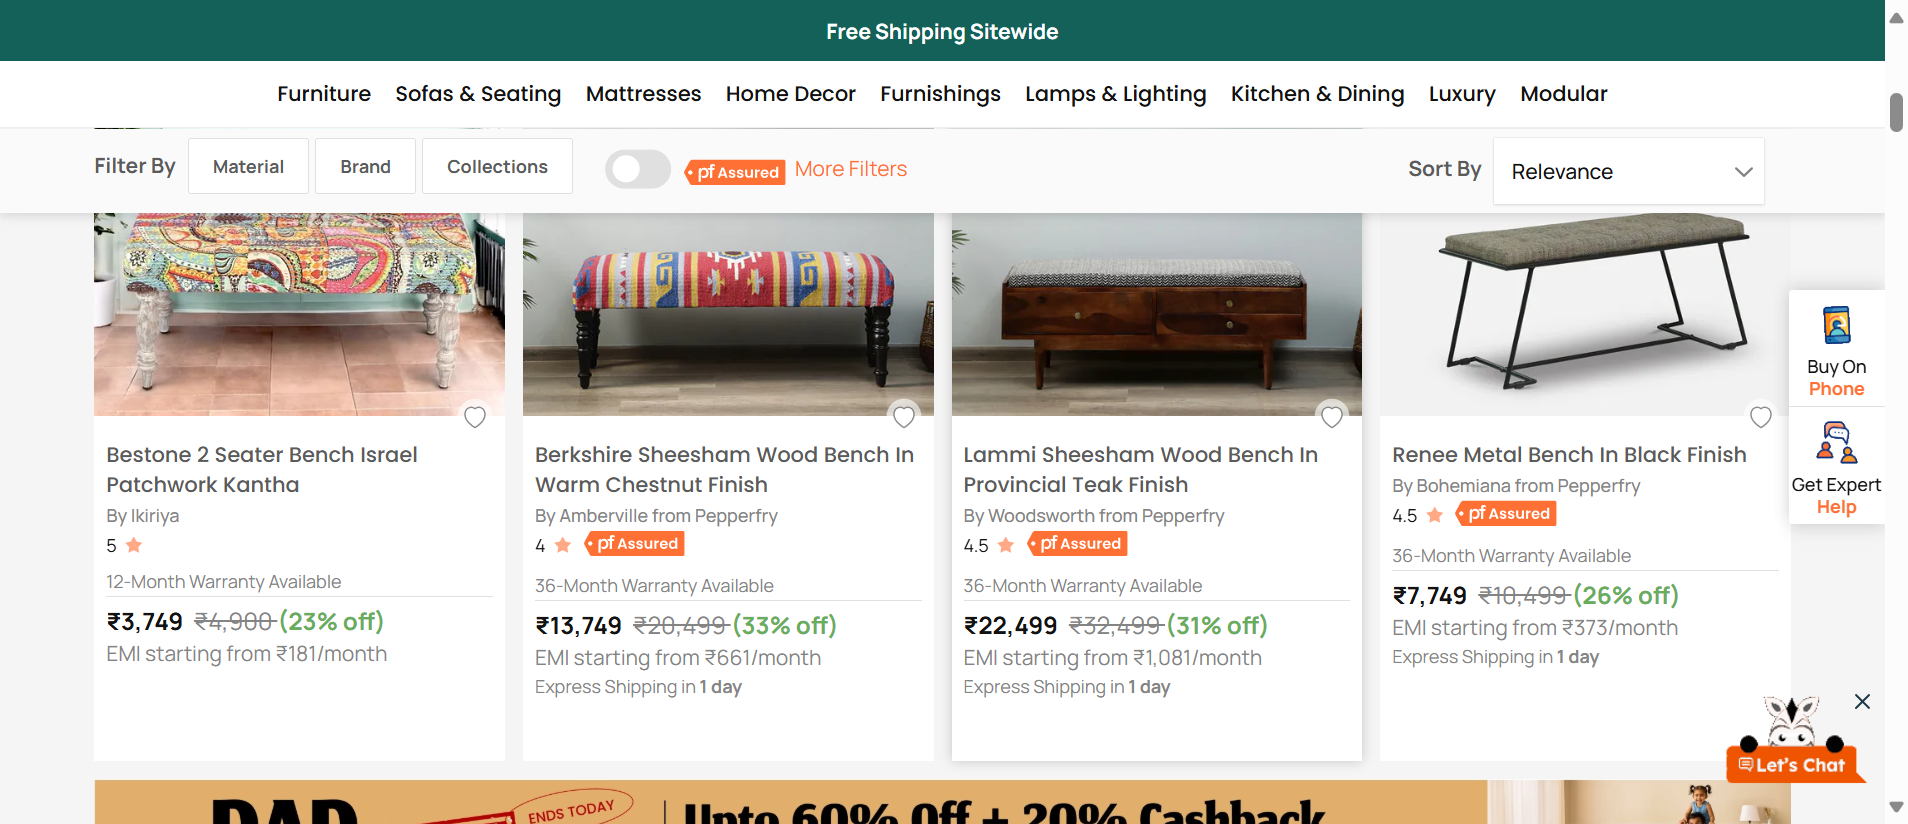 Free Shipping Sitewide
Furniture Sofas & Seating Mattresses Home Decor Furnishings Lamps & Lighting Kitchen & Dining Luxury Modular
Filter By Material Brand Collections pf Assured More Filters Sort By Relevance
Bestone 2 Seater Bench Israel
Patchwork Kantha
By Ikiriya
5
12-Month Warranty Available
₹3,749 ₹4,900 (23% off)
EMI starting from ₹181/month
Berkshire Sheesham Wood Bench In
Warm Chestnut Finish
By Amberville from Pepperfry
4 pf Assured
36-Month Warranty Available
₹13,749 ₹20,499 (33% off)
EMI starting from ₹661/month
Express Shipping in 1 day
Lammi Sheesham Wood Bench In
Provincial Teak Finish
By Woodsworth from Pepperfry
4.5 pf Assured
36-Month Warranty Available
₹22,499 ₹32,499 (31% off)
EMI starting from ₹1,081/month
Express Shipping in 1 day
Renee Metal Bench In Black Finish
By Bohemiana from Pepperfry
4.5 pf Assured
36-Month Warranty Available
₹7,749 ₹10,499 (26% off)
EMI starting from ₹373/month
Express Shipping in 1 day
Buy On
Phone
Get Expert
Help
Let's Chat
DAD
ENDS TODAY
Upto 60% Off + 20% Cashback